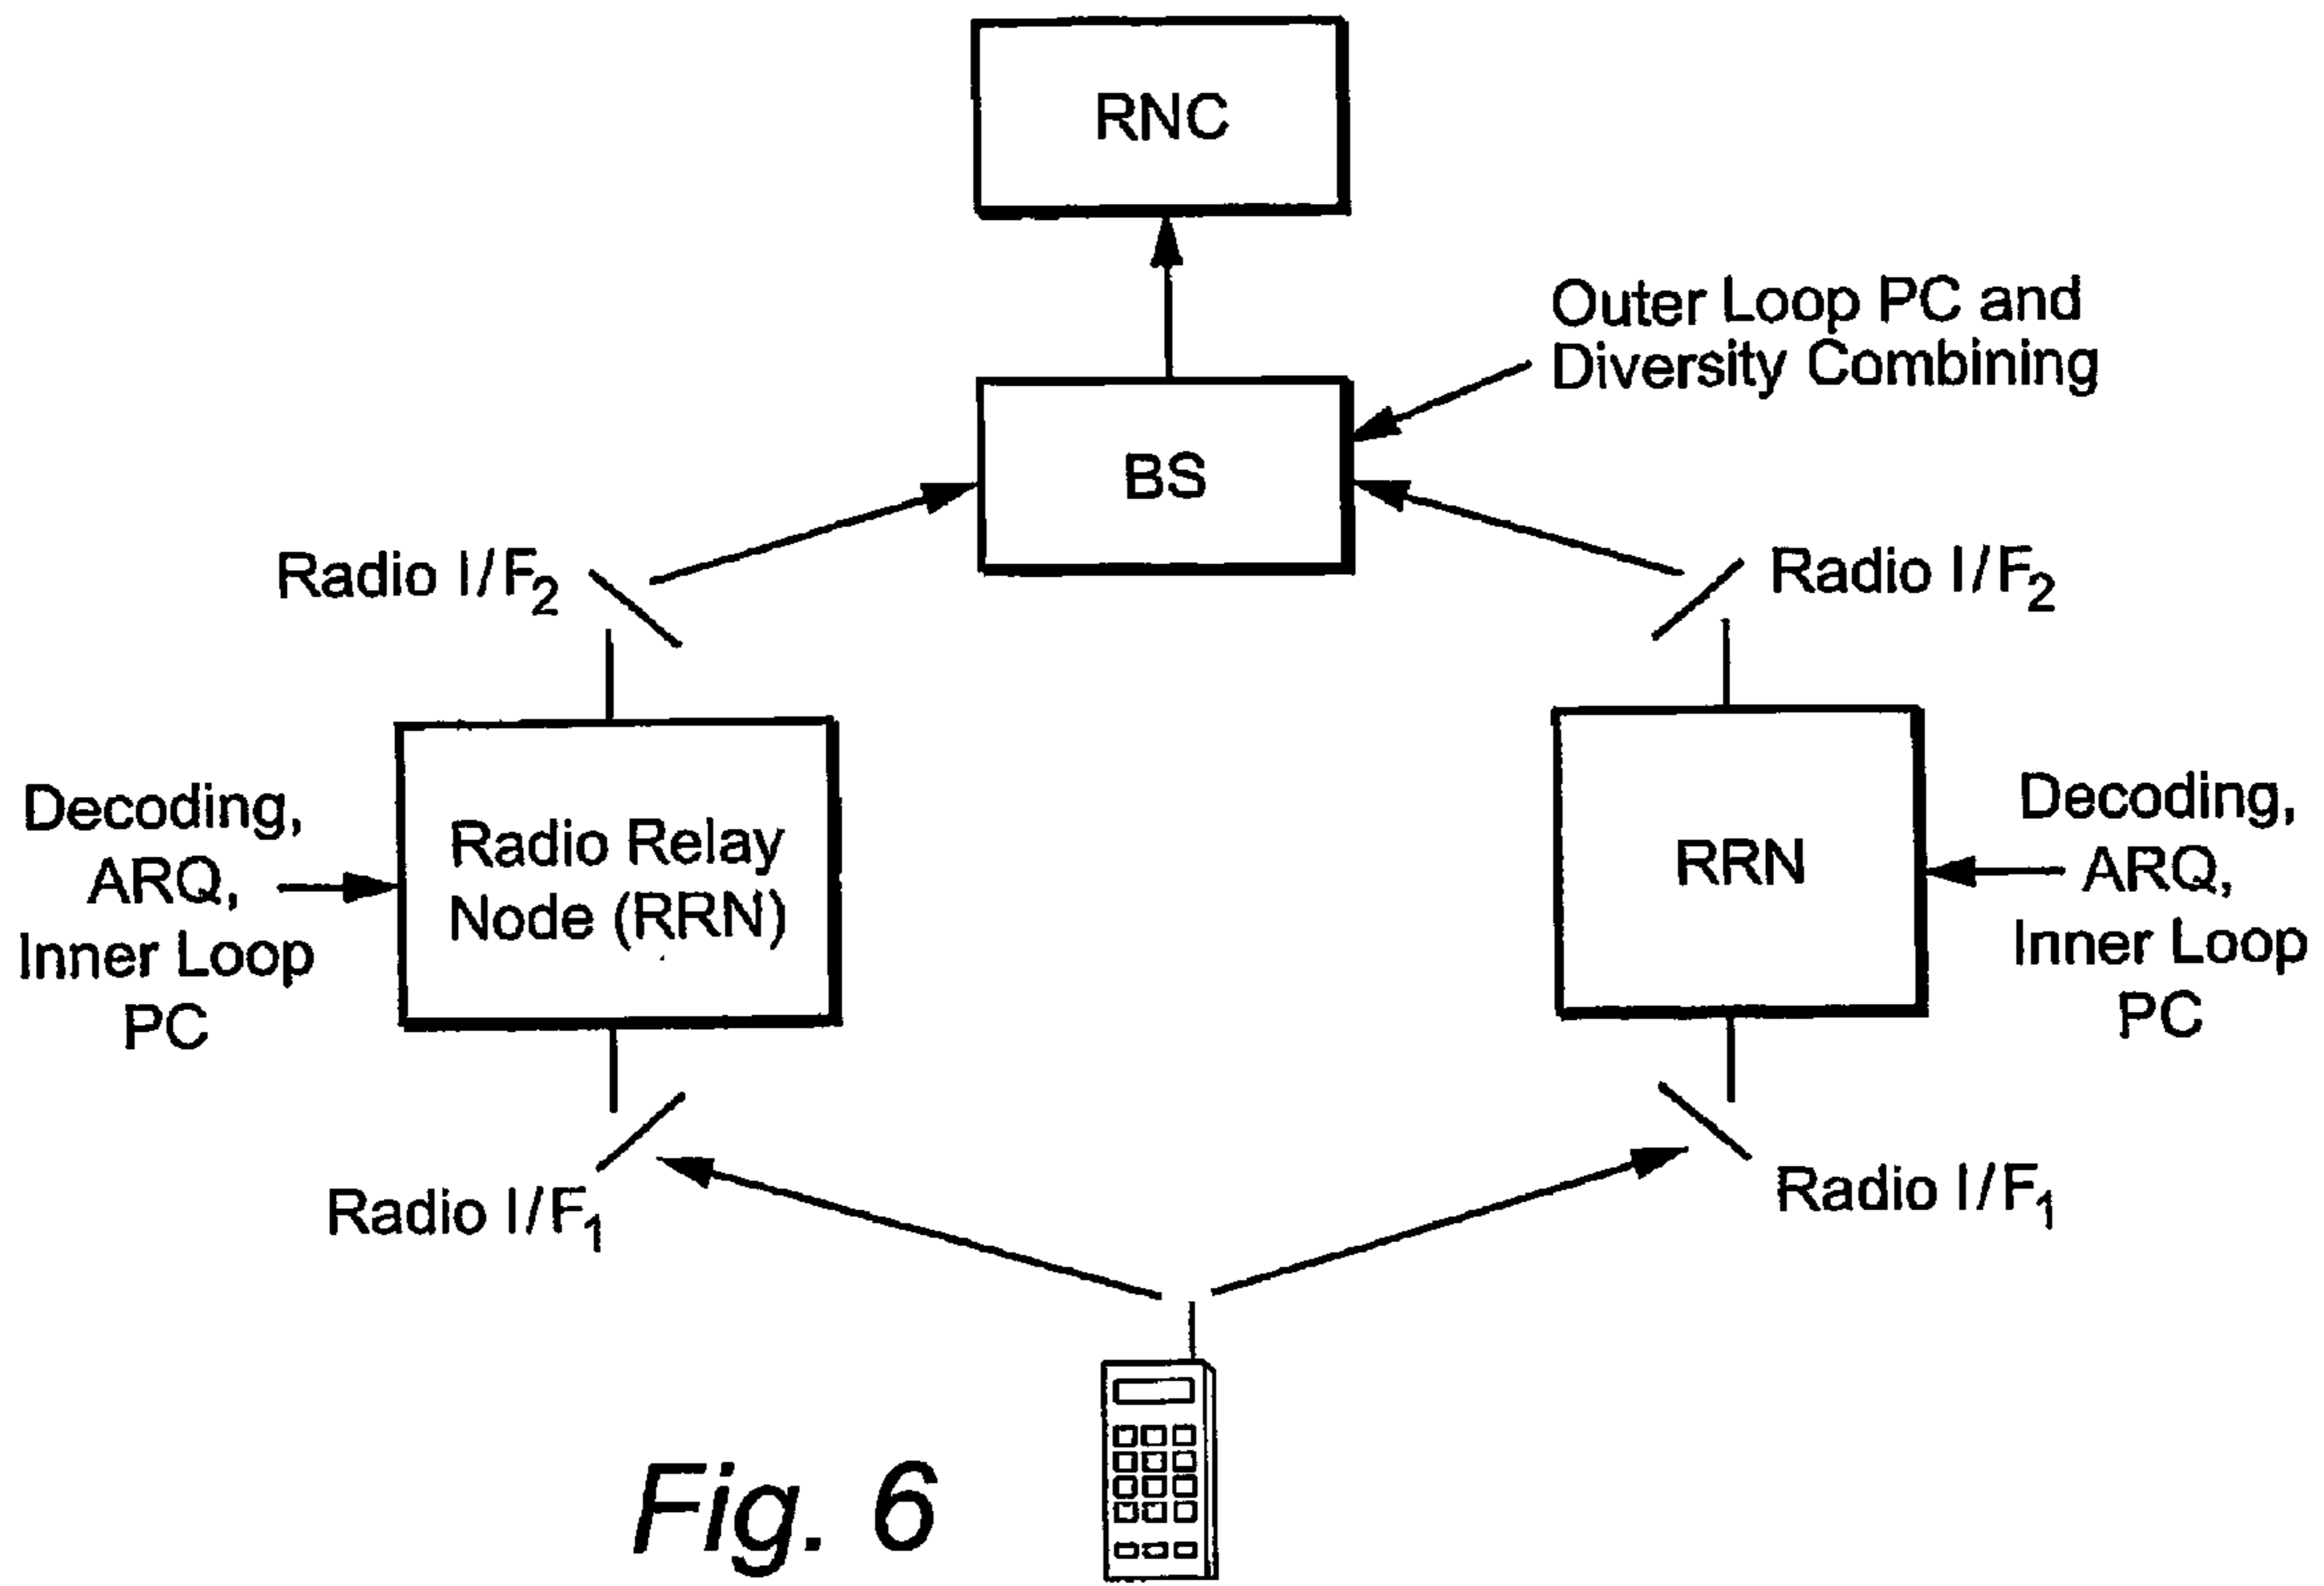 RNC
Outer Loop PC and
Diversity Combining
BS
Radio I/F2
Radio I/F2
Decoding,
ARQ,
Inner Loop
PC
Radio Relay
Node (RRN)
RRN
Decoding,
ARQ,
Inner Loop
PC
Radio I/F1
Radio I/F1
Fig. 6